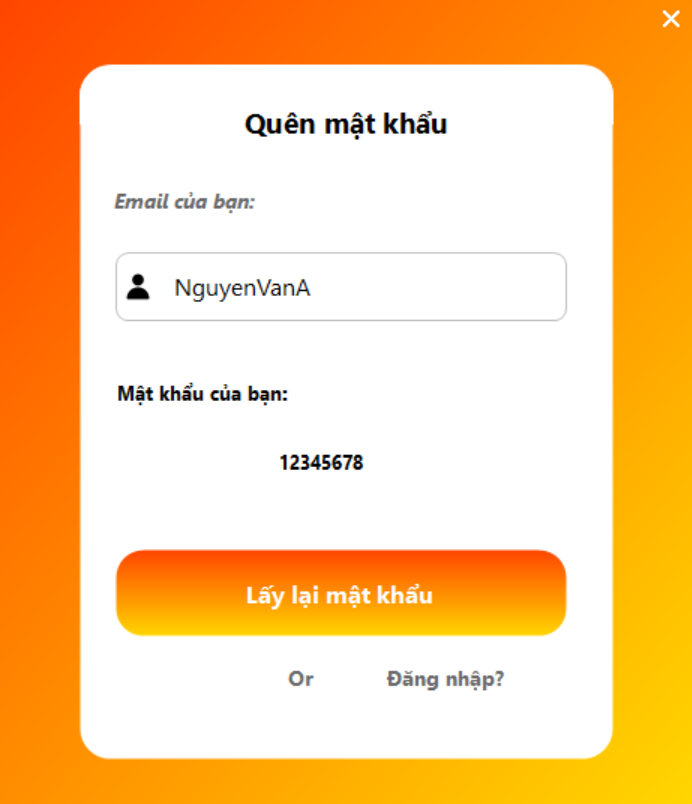 Quên mật khẩu
Email của bạn:
NguyenVanA
Mật khẩu của bạn:
12345678
Lấy lại mật khẩu
Or Đăng nhập?